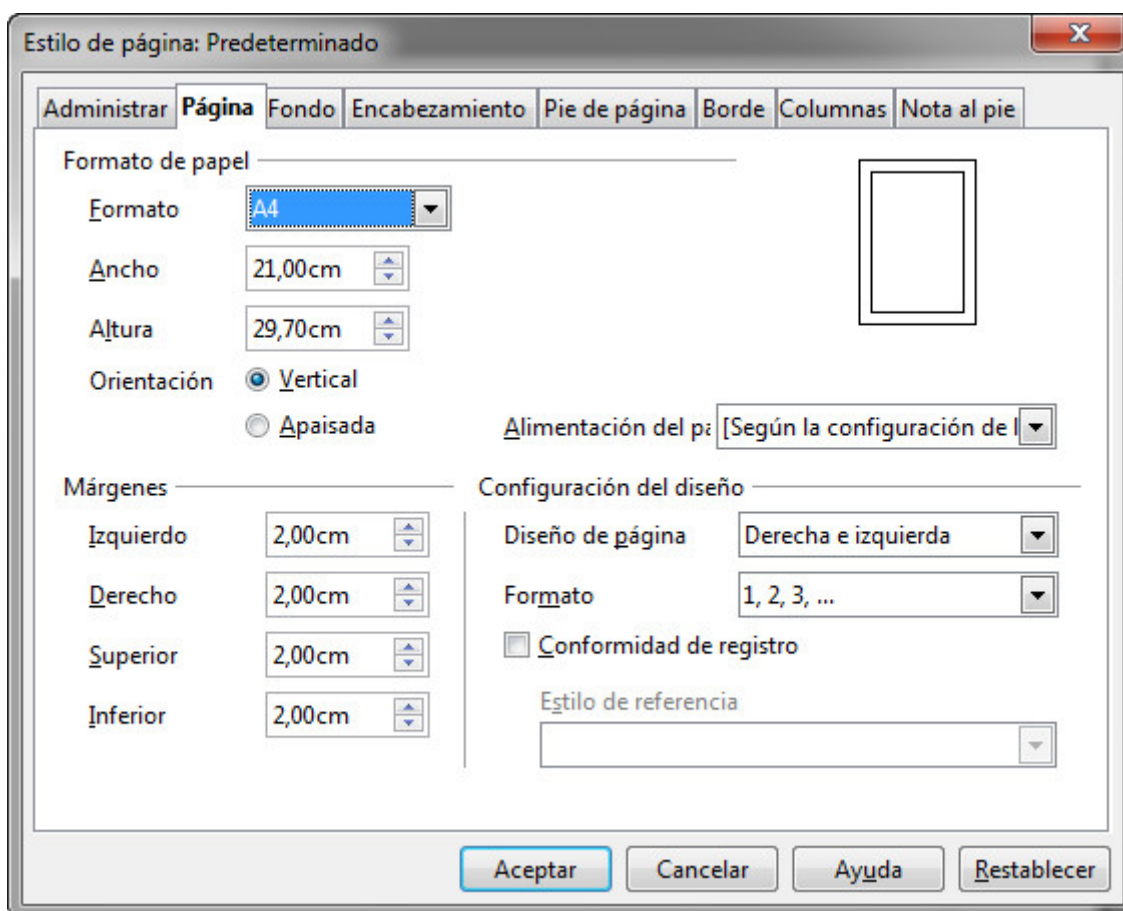 Estilo de página: Predeterminado
Administrar Página Fondo Encabezamiento Pie de página Borde Columnas Nota al pie
Formato de papel
Formato A4
Ancho 21,00cm
Altura 29,70cm
Orientación Vertical
Apaisada Alimentación del pa [Según la configuración de l
Márgenes Configuración del diseño
Izquierdo 2,00cm Diseño de página Derecha e izquierda
Derecho 2,00cm Formato 1, 2, 3, ...
Superior 2,00cm Conformidad de registro
Inferior 2,00cm Estilo de referencia
Aceptar Cancelar Ayuda Restablecer